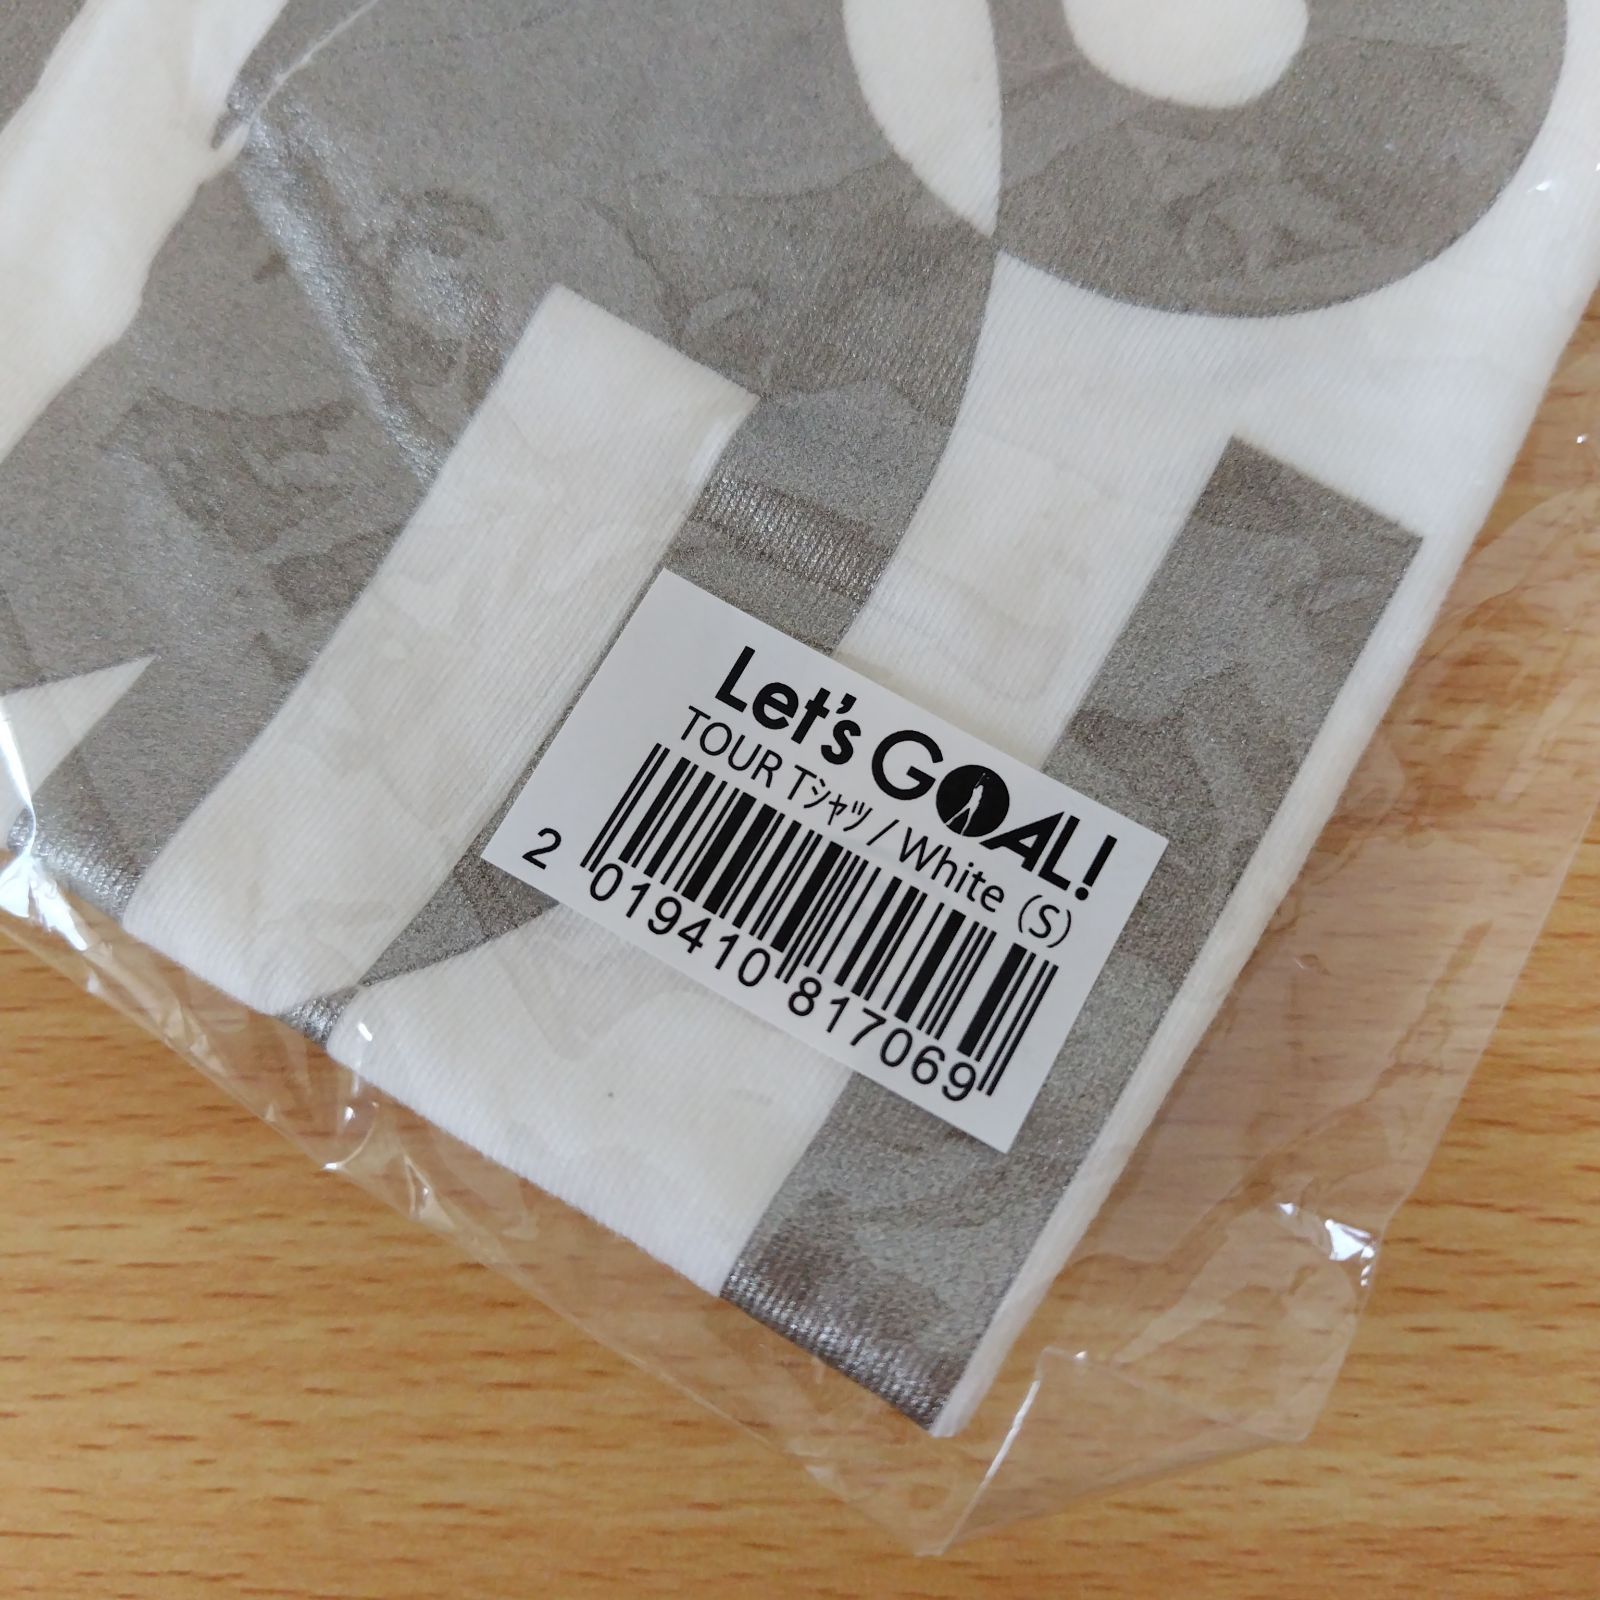 Let's GOAL!
TOUR Tシャツ / White (S)
2 019410 817069